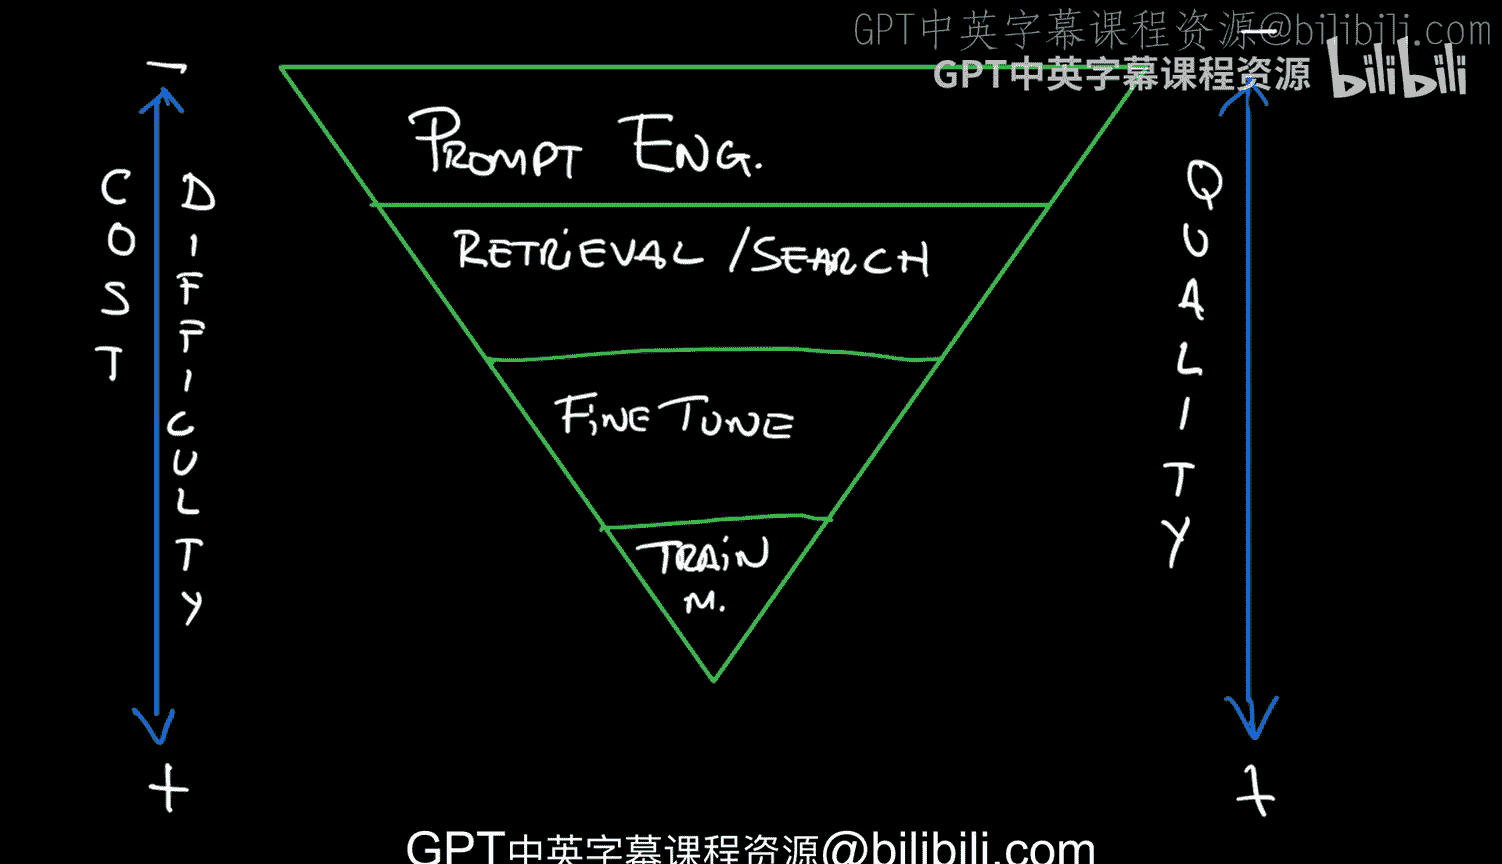 GPT中英字幕课程资源@bilibili.com
GPT中英字幕课程资源 bilibili
−
−
PROMPT ENG.
RETRIEVAL / SEARCH
FINE TUNE
TRAIN
M.
COST
DIFFICULTY
QUALITY
+
+
GPT中英字幕课程资源@bilibili.com